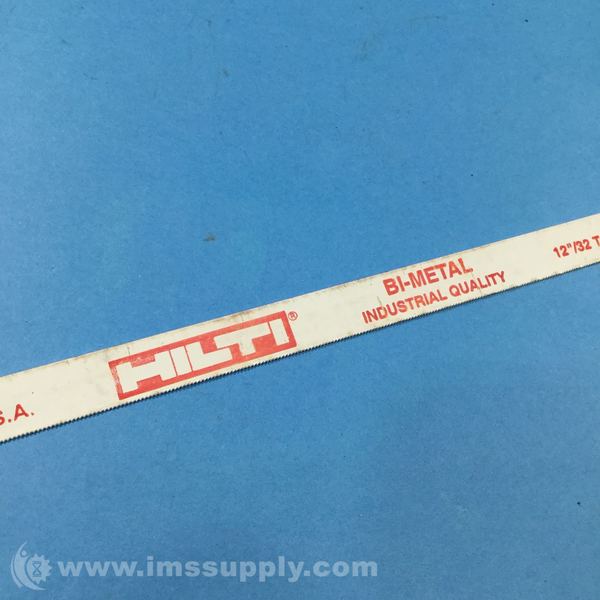 S.A.
HILTI®
BI-METAL
INDUSTRIAL QUALITY
12"/32 T
www.imssupply.com